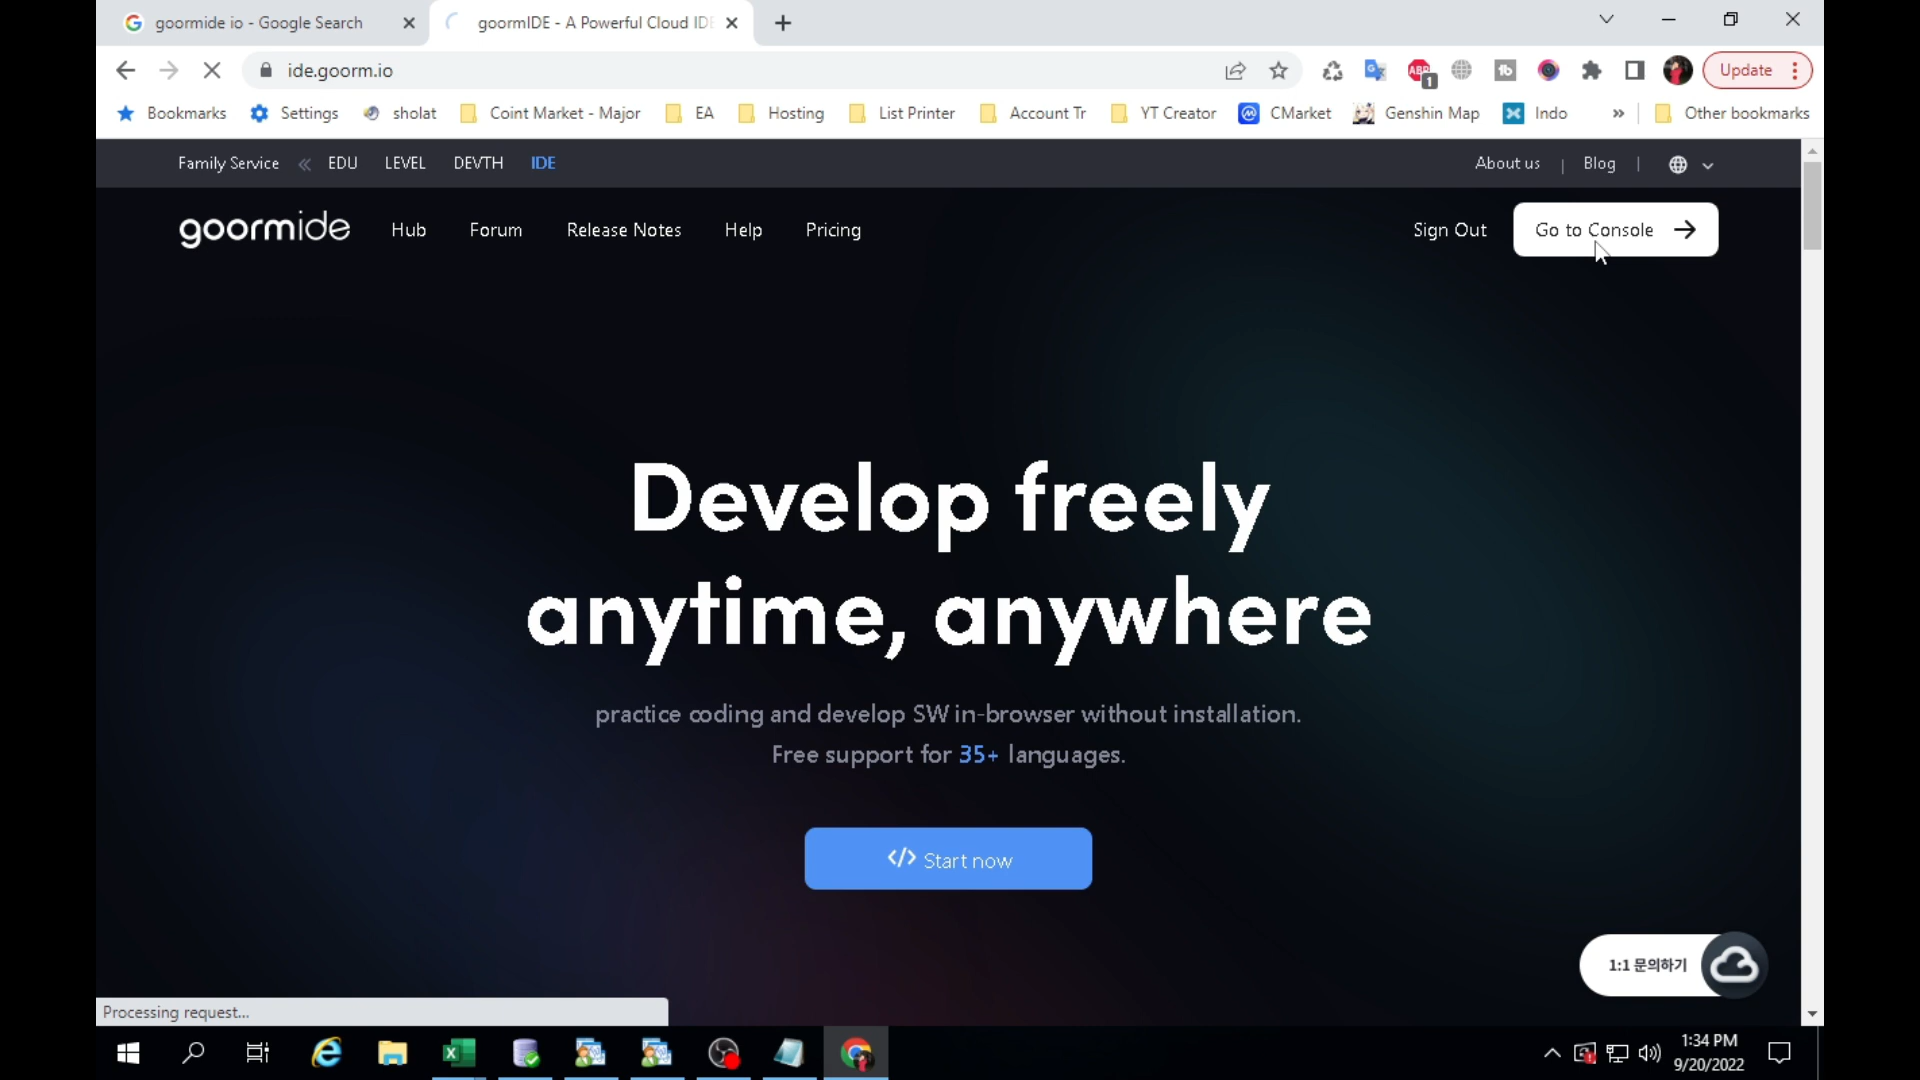 goormide io - Google Search
goormIDE - A Powerful Cloud IDE
ide.goorm.io
ABP
1
tb
Update
Bookmarks
Settings
sholat
Coint Market - Major
EA
Hosting
List Printer
Account Tr
YT Creator
CMarket
Genshin Map
Indo
»
Other bookmarks
Family Service
EDU
LEVEL
DEVTH
IDE
About us
|
Blog
|
goormide
Hub
Forum
Release Notes
Help
Pricing
Sign Out
Go to Console
Develop freely
anytime, anywhere
practice coding and develop SW in-browser without installation.
Free support for 35+ languages.
</> Start now
1:1 문의하기
Processing request...
1:34 PM
9/20/2022